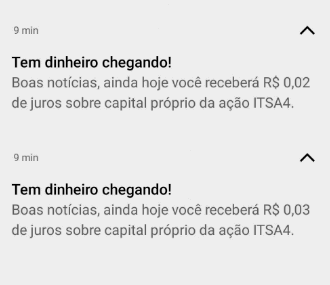 9 min
Tem dinheiro chegando!
Boas notícias, ainda hoje você receberá R$ 0,02
de juros sobre capital próprio da ação ITSA4.
9 min
Tem dinheiro chegando!
Boas notícias, ainda hoje você receberá R$ 0,03
de juros sobre capital próprio da ação ITSA4.